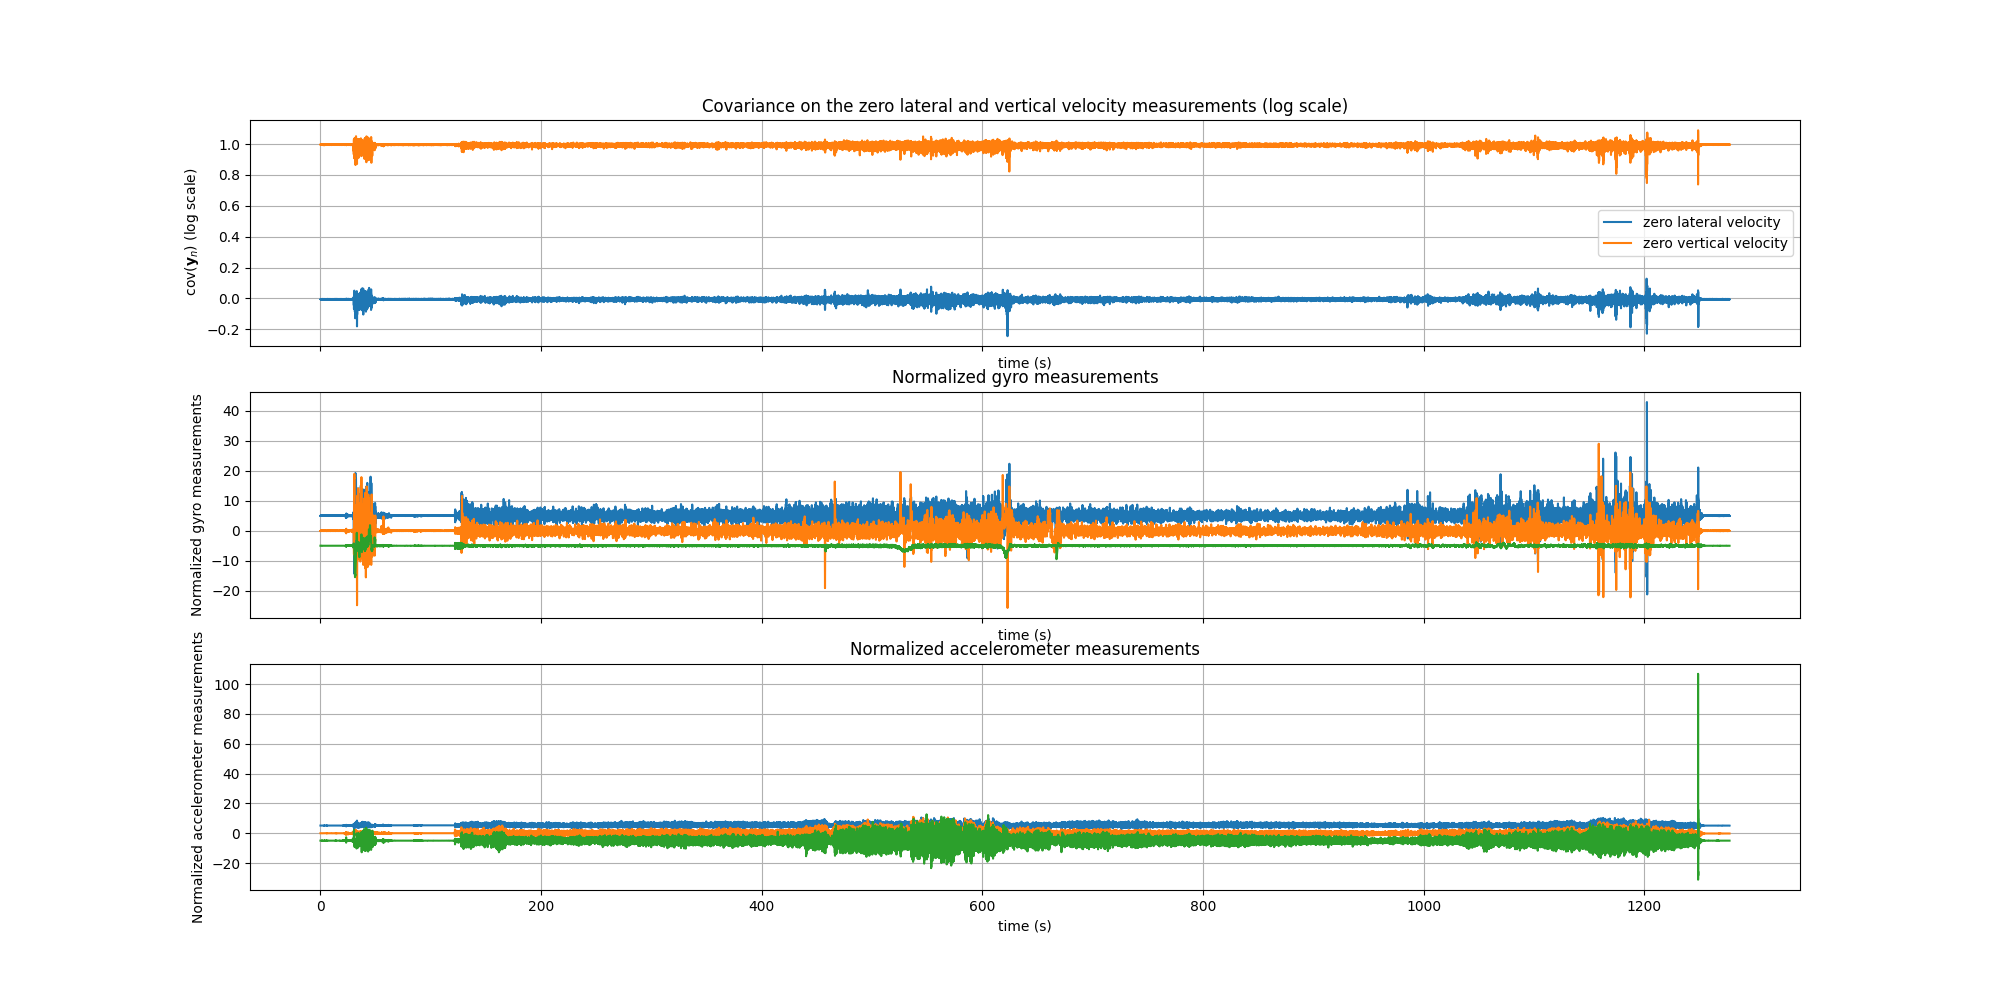 Covariance on the zero lateral and vertical velocity measurements (log scale)
cov(yₙ) (log scale)
1.0
0.8
0.6
0.4
0.2
0.0
−0.2
zero lateral velocity
zero vertical velocity
time (s)
Normalized gyro measurements
Normalized gyro measurements
40
30
20
10
0
−10
−20
time (s)
Normalized accelerometer measurements
Normalized accelerometer measurements
100
80
60
40
20
0
−20
0 200 400 600 800 1000 1200
time (s)